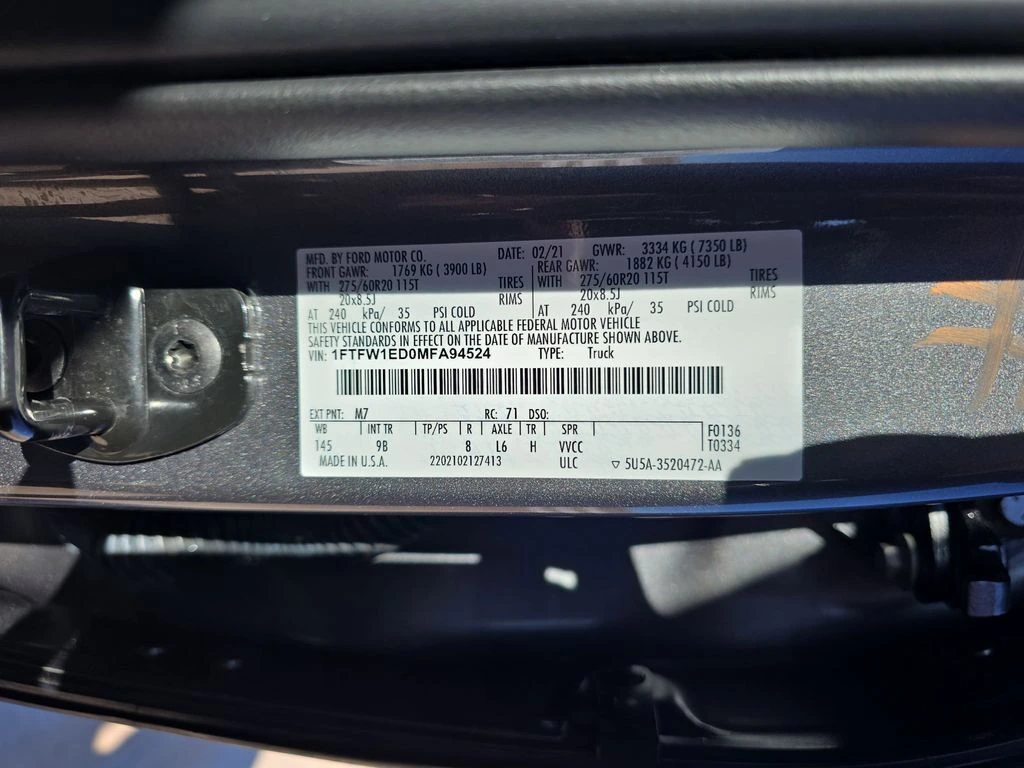 MFD. BY FORD MOTOR CO. DATE: 02/21 GVWR: 3334 KG ( 7350 LB)
FRONT GAWR: 1769 KG ( 3900 LB) REAR GAWR: 1882 KG ( 4150 LB)
WITH 275/60R20 115T TIRES WITH 275/60R20 115T TIRES
20x8.5J RIMS 20x8.5J RIMS
AT 240 kPa/ 35 PSI COLD AT 240 kPa/ 35 PSI COLD
THIS VEHICLE CONFORMS TO ALL APPLICABLE FEDERAL MOTOR VEHICLE
SAFETY STANDARDS IN EFFECT ON THE DATE OF MANUFACTURE SHOWN ABOVE.
VIN: 1FTFW1ED0MFA94524 TYPE: Truck
EXT PNT: M7 RC: 71 DSO:
WB INT TR TP/PS R AXLE TR SPR F0136
145 9B 8 L6 H VVCC T0334
MADE IN U.S.A. 2202102127413 ULC ▽ 5U5A-3520472-AA